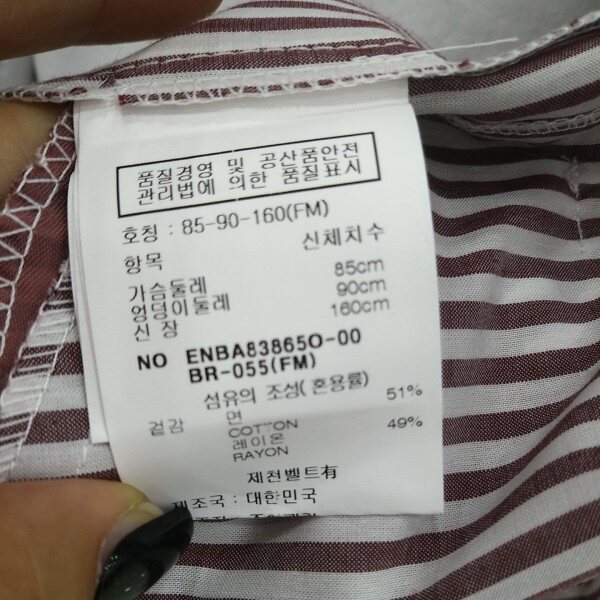 품질경영 및 공산품안전
관리법에 의한 품질표시
호칭 : 85-90-160(FM)
항목 신체치수
가슴둘레 85cm
엉덩이둘레 90cm
신 장 160cm
NO ENBA83865O-00
BR-055(FM)
섬유의 조성(혼용률)
겉감 면 51%
COTTON
레이온 49%
RAYON
제천벨트有
제조국 : 대한민국